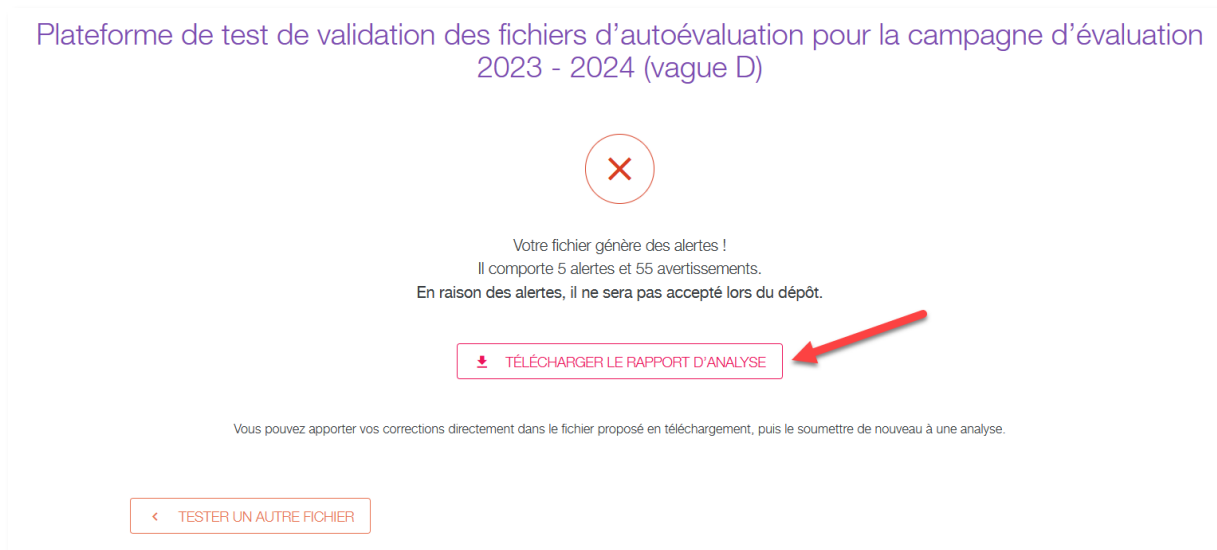 Plateforme de test de validation des fichiers d’autoévaluation pour la campagne d’évaluation
2023 - 2024 (vague D)
Votre fichier génère des alertes !
Il comporte 5 alertes et 55 avertissements.
En raison des alertes, il ne sera pas accepté lors du dépôt.
TÉLÉCHARGER LE RAPPORT D’ANALYSE
Vous pouvez apporter vos corrections directement dans le fichier proposé en téléchargement, puis le soumettre de nouveau à une analyse.
TESTER UN AUTRE FICHIER